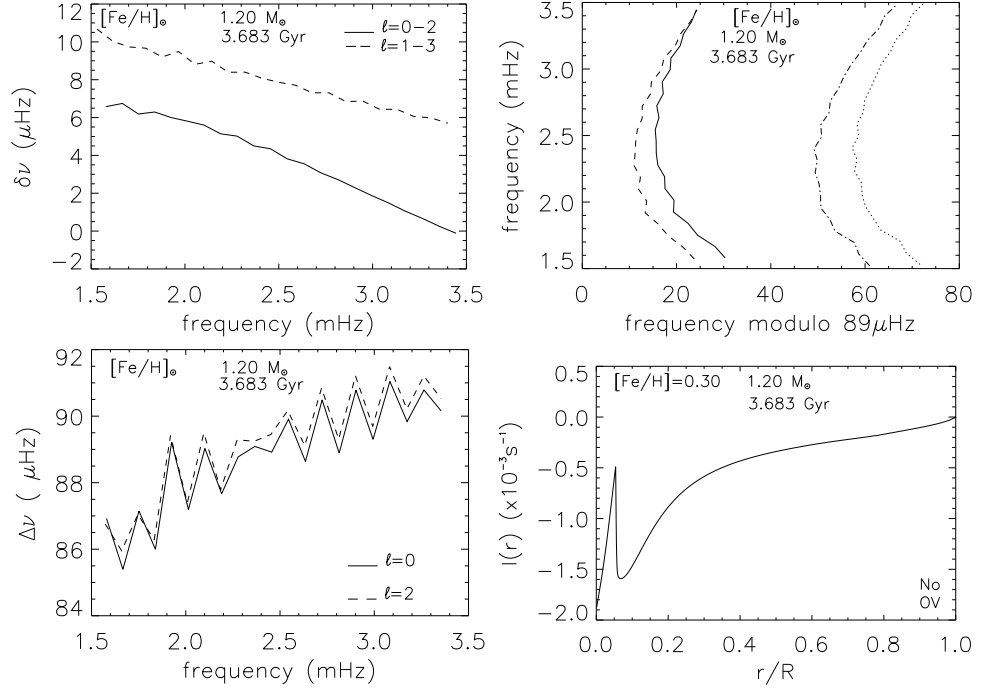 [Fe/H]⊙ 1.20 M⊙
3.683 Gyr
ℓ=0−2
ℓ=1−3
12
10
8
6
4
2
0
−2
δν (μHz)
1.5 2.0 2.5 3.0 3.5
frequency (mHz)
[Fe/H]⊙
1.20 M⊙
3.683 Gyr
3.5
3.0
2.5
2.0
1.5
frequency (mHz)
0 20 40 60 80
frequency modulo 89μHz
[Fe/H]⊙ 1.20 M⊙
3.683 Gyr
92
90
88
86
84
Δν ( μHz)
ℓ=0
ℓ=2
1.5 2.0 2.5 3.0 3.5
frequency (mHz)
[Fe/H]=0.30 1.20 M⊙
3.683 Gyr
0.5
0.0
−0.5
−1.0
−1.5
−2.0
I(r) (x10⁻³s⁻¹)
No
OV
0.0 0.2 0.4 0.6 0.8 1.0
r/R